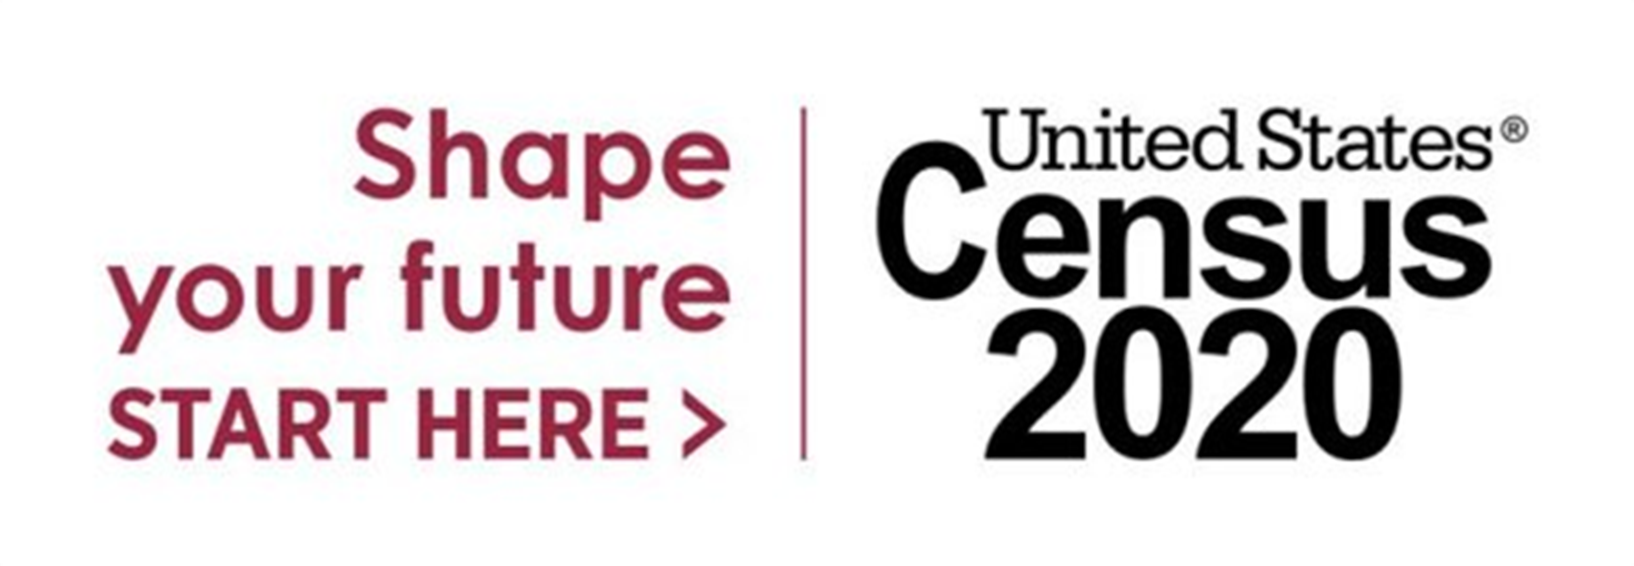 Shape
your future
START HERE >
United States®
Census
2020